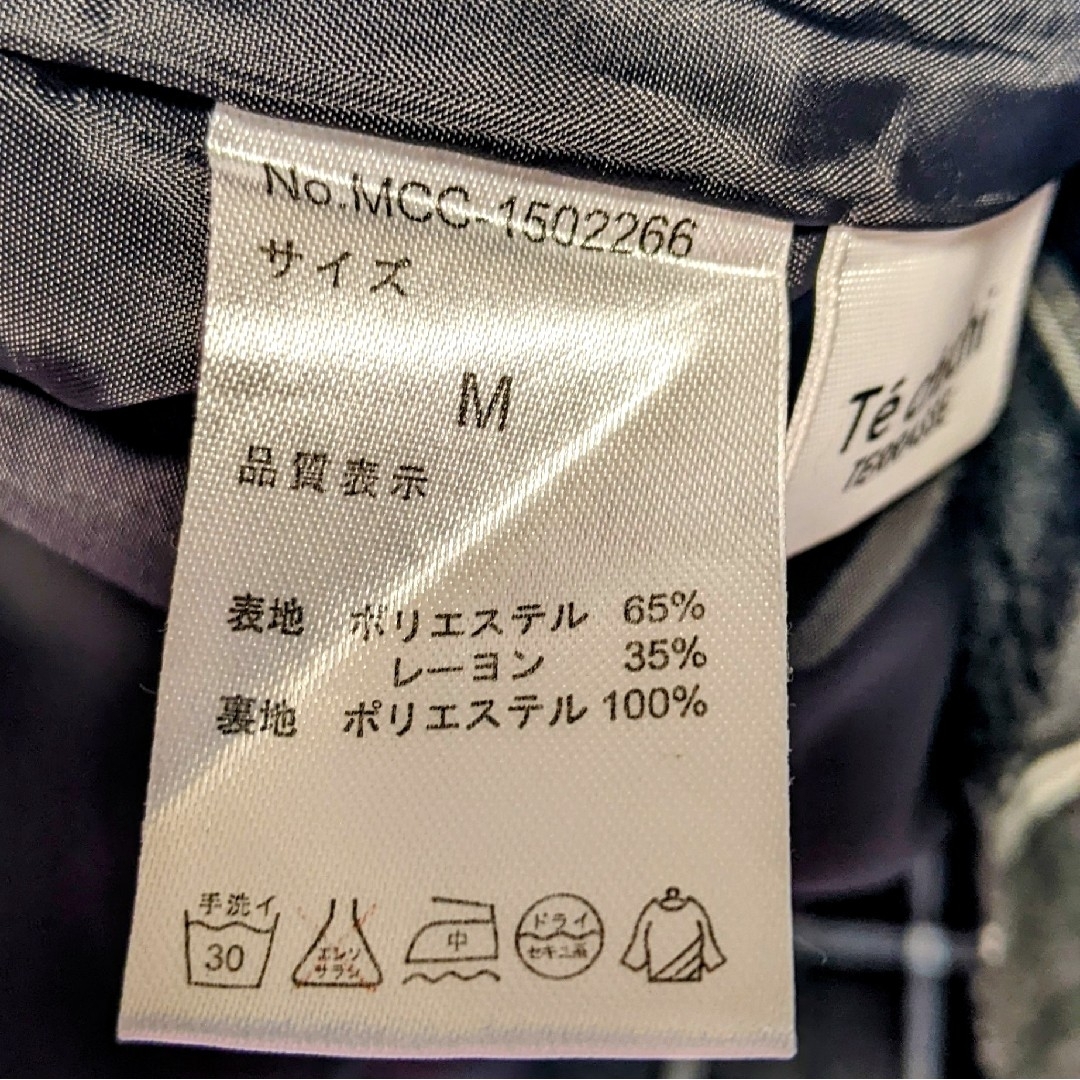 No.MCC-1502266
サイズ
M
品質表示
表地 ポリエステル 65%
レーヨン 35%
裏地 ポリエステル 100%
手洗イ
30
エンソ
サラシ
中
ドライ
セキユ系
Té chichi
TERRASSE